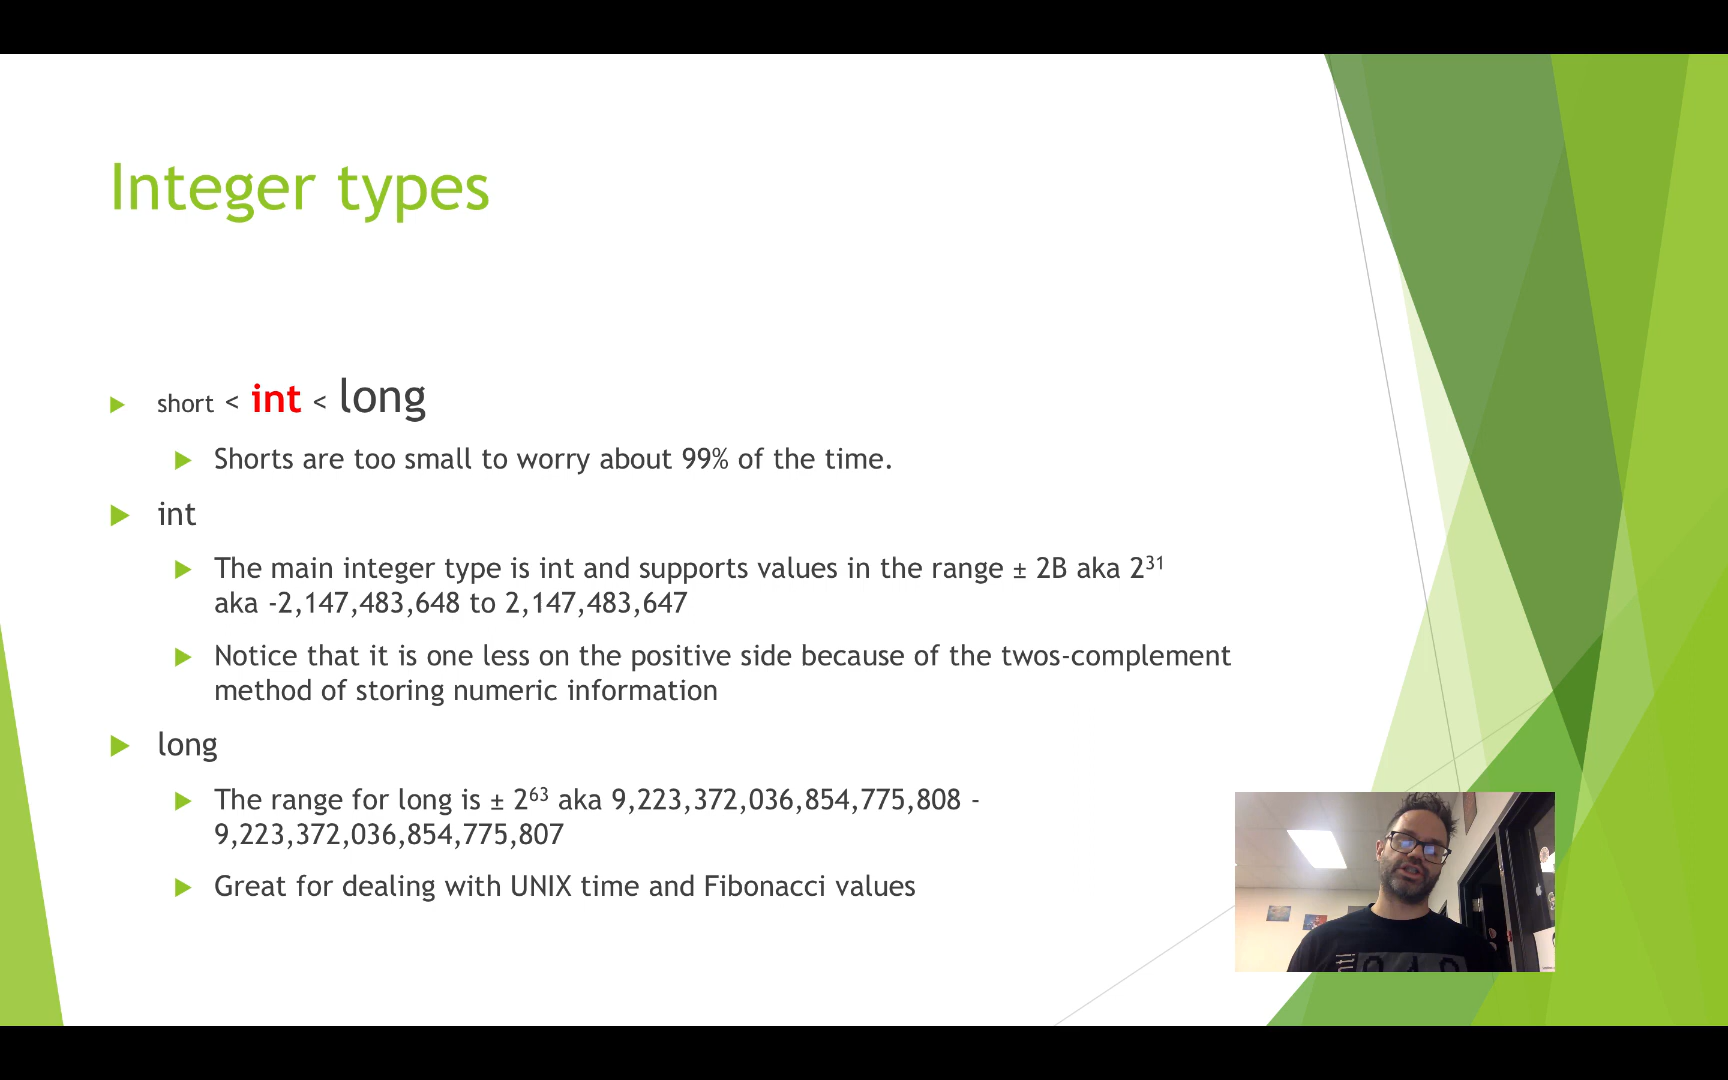 Integer types
short < int < long
Shorts are too small to worry about 99% of the time.
int
The main integer type is int and supports values in the range ± 2B aka 2³¹
aka -2,147,483,648 to 2,147,483,647
Notice that it is one less on the positive side because of the twos-complement
method of storing numeric information
long
The range for long is ± 2⁶³ aka 9,223,372,036,854,775,808 -
9,223,372,036,854,775,807
Great for dealing with UNIX time and Fibonacci values